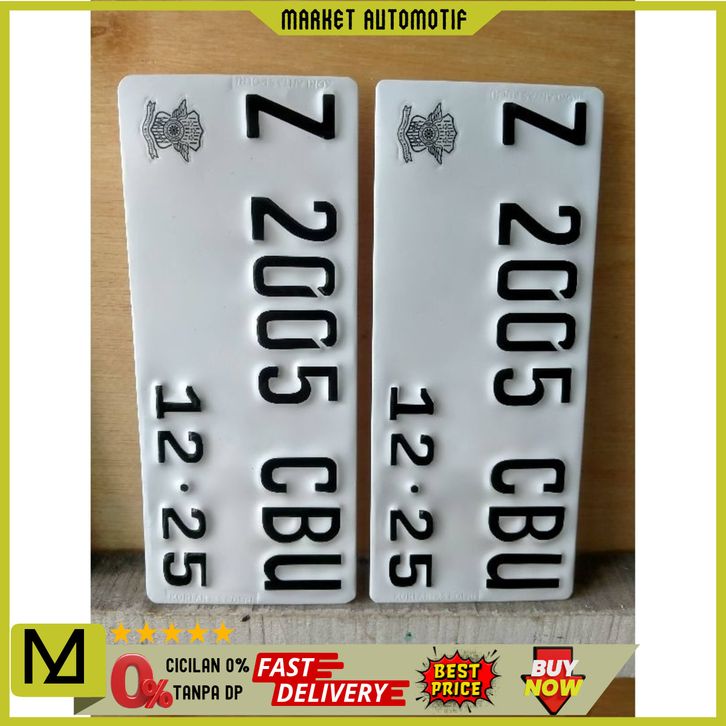 MARKET AUTOMOTIF
Z 2005 CBU
12·25
Z 2005 CBU
12·25
M
0%
CICILAN 0%
TANPA DP
FAST
DELIVERY
BEST
PRICE
BUY
NOW